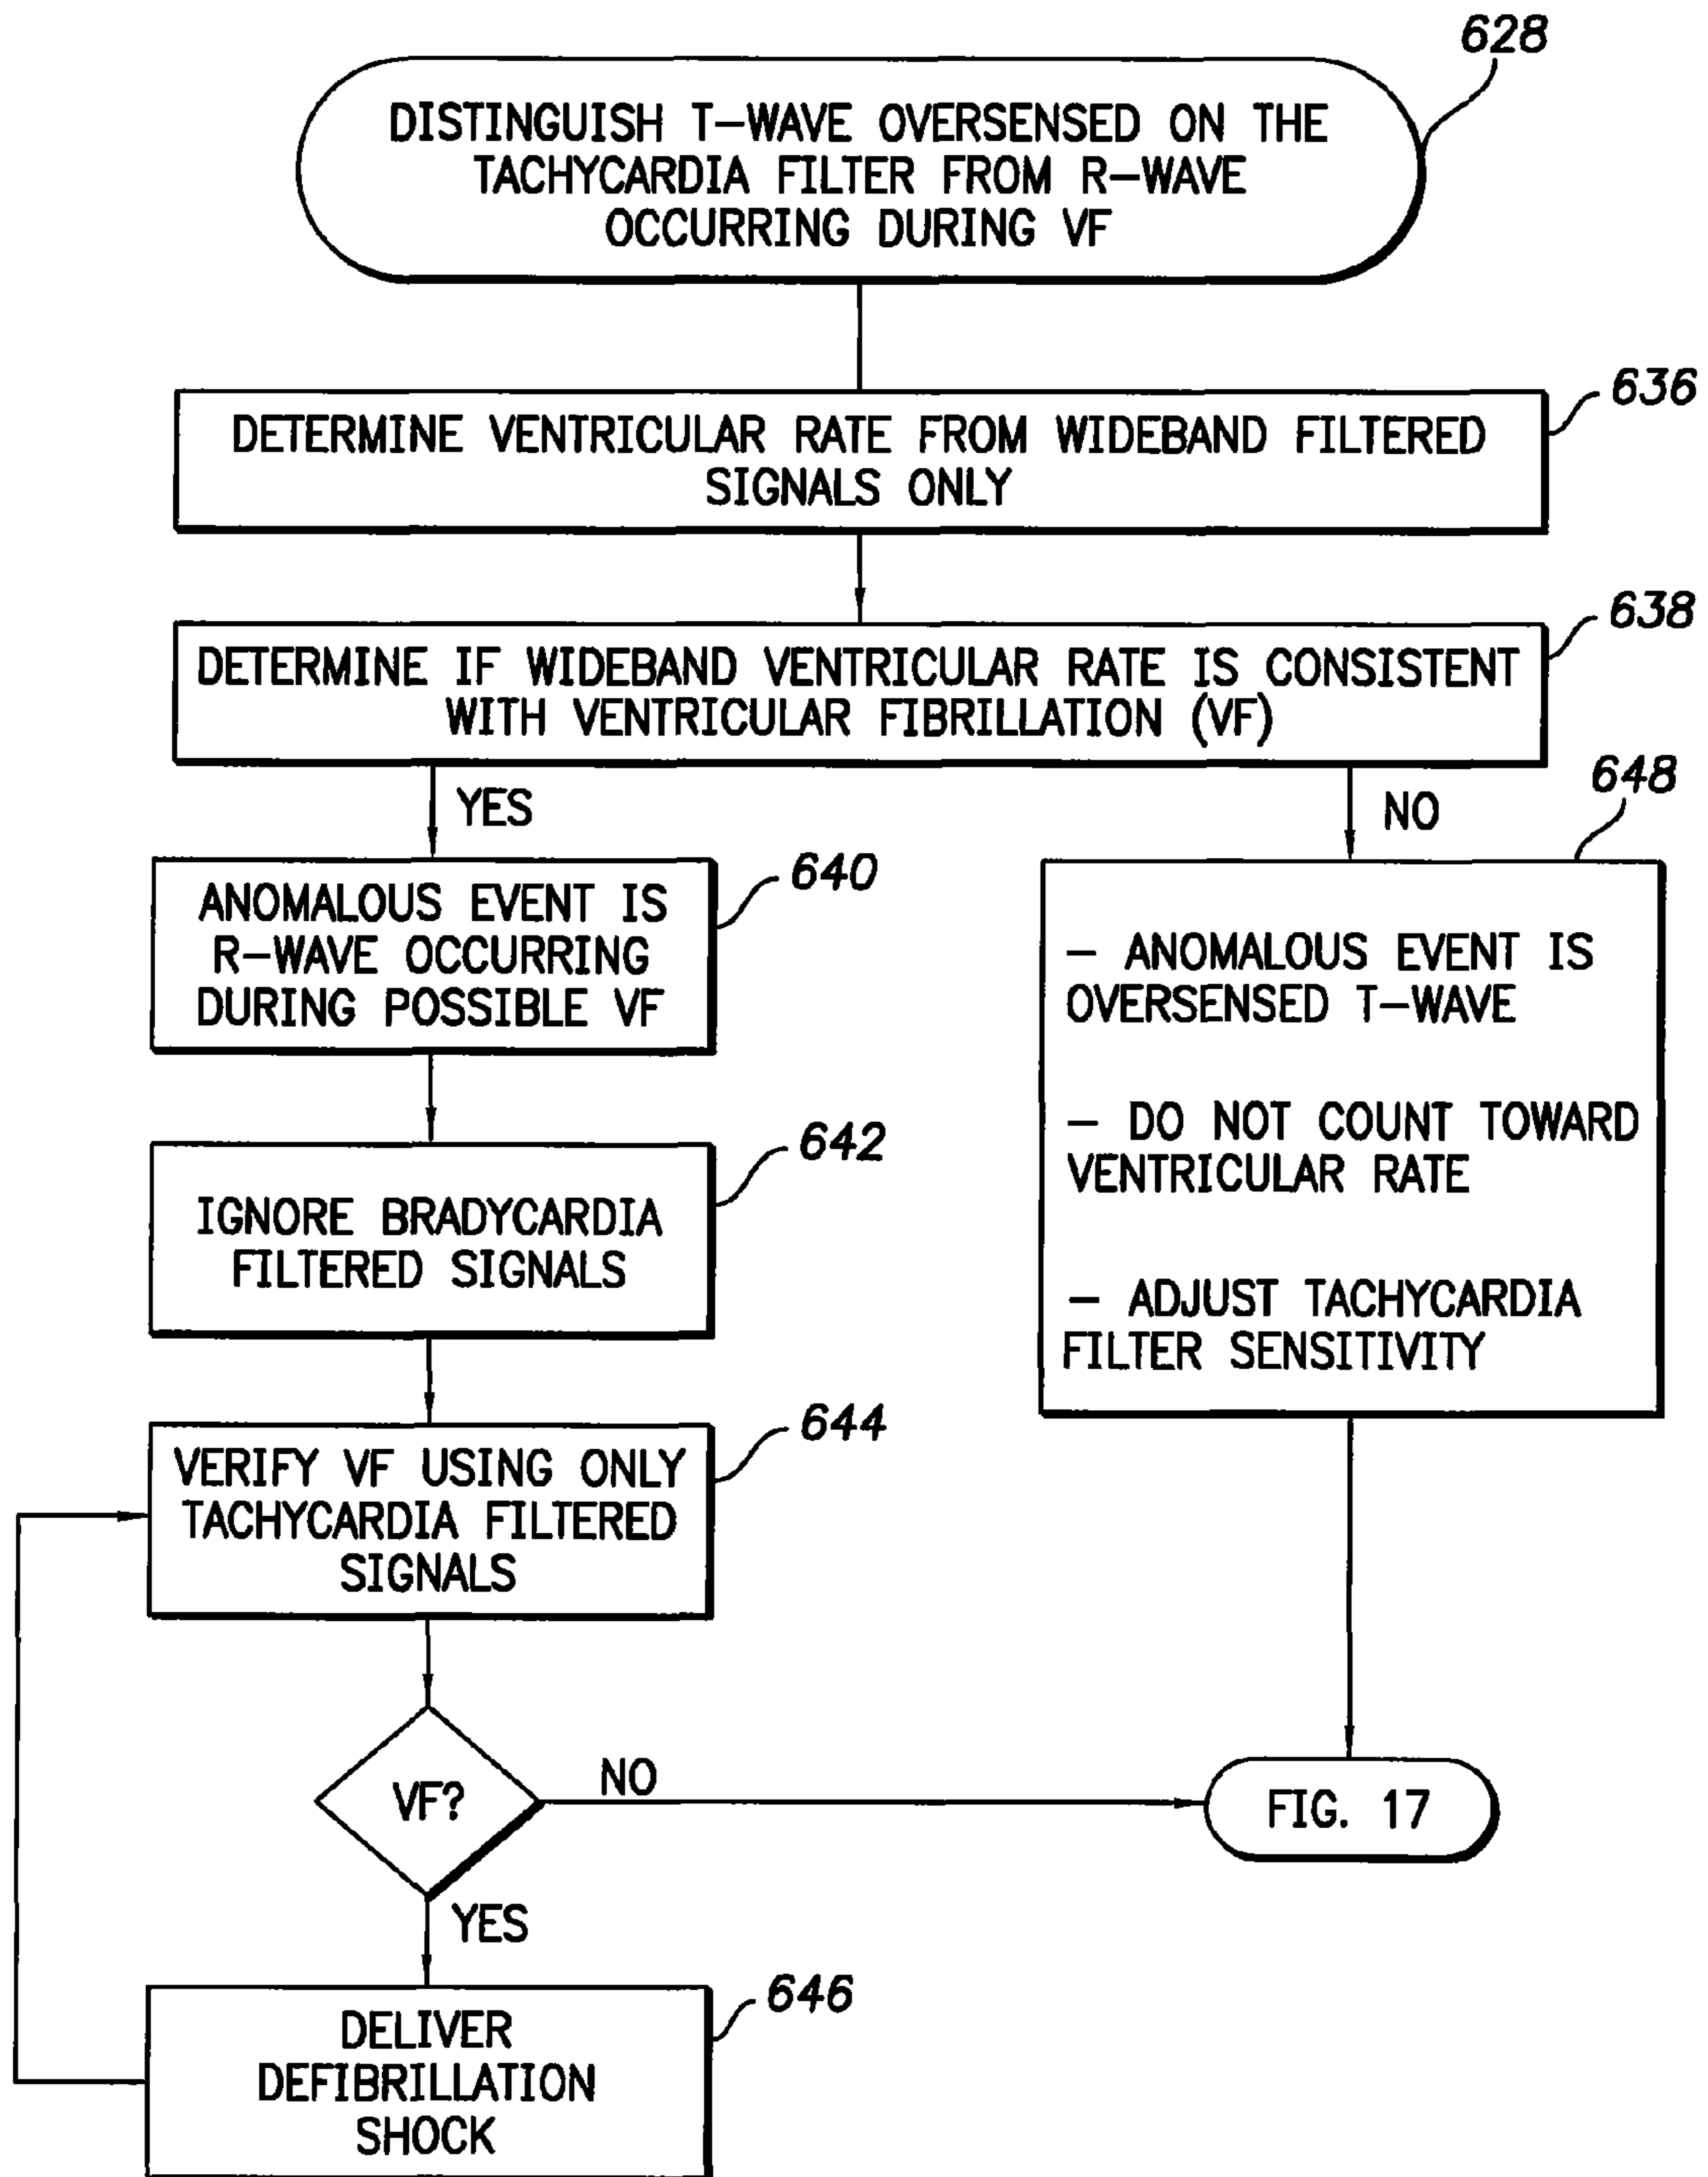 628
DISTINGUISH T-WAVE OVERSENSED ON THE
TACHYCARDIA FILTER FROM R-WAVE
OCCURRING DURING VF
636
DETERMINE VENTRICULAR RATE FROM WIDEBAND FILTERED
SIGNALS ONLY
638
DETERMINE IF WIDEBAND VENTRICULAR RATE IS CONSISTENT
WITH VENTRICULAR FIBRILLATION (VF)
YES
640
ANOMALOUS EVENT IS
R-WAVE OCCURRING
DURING POSSIBLE VF
642
IGNORE BRADYCARDIA
FILTERED SIGNALS
644
VERIFY VF USING ONLY
TACHYCARDIA FILTERED
SIGNALS
VF?
NO
YES
646
DELIVER
DEFIBRILLATION
SHOCK
NO
648
- ANOMALOUS EVENT IS
OVERSENSED T-WAVE
- DO NOT COUNT TOWARD
VENTRICULAR RATE
- ADJUST TACHYCARDIA
FILTER SENSITIVITY
FIG. 17